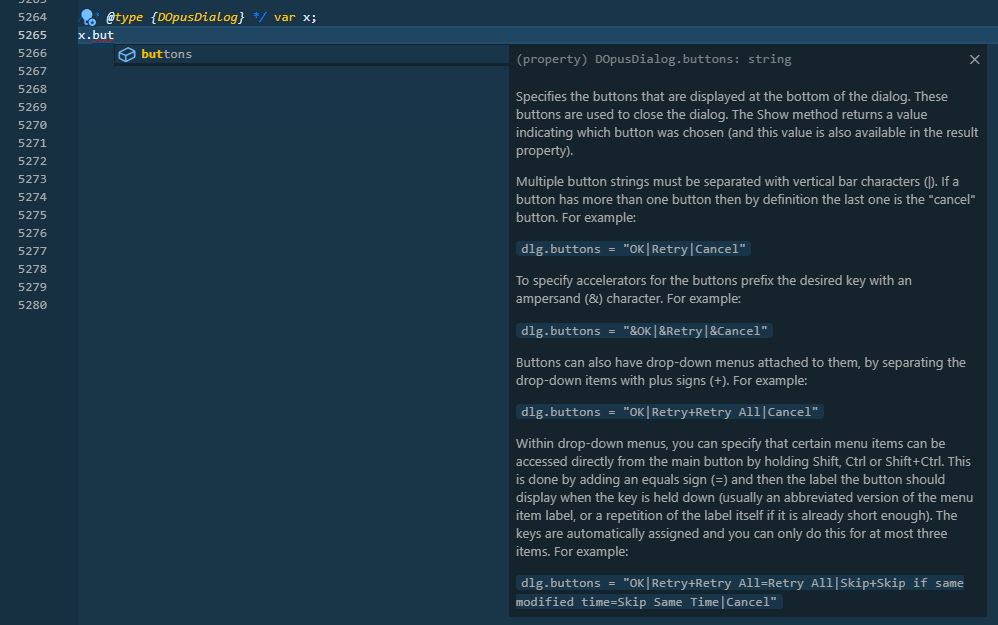 5263
5264 @type {DOpusDialog} */ var x;
5265 x.but
5266 buttons
5267
5268
5269
5270
5271
5272
5273
5274
5275
5276
5277
5278
5279
5280
(property) DOpusDialog.buttons: string
Specifies the buttons that are displayed at the bottom of the dialog. These
buttons are used to close the dialog. The Show method returns a value
indicating which button was chosen (and this value is also available in the result
property).
Multiple button strings must be separated with vertical bar characters (|). If a
button has more than one button then by definition the last one is the "cancel"
button. For example:
dlg.buttons = "OK|Retry|Cancel"
To specify accelerators for the buttons prefix the desired key with an
ampersand (&) character. For example:
dlg.buttons = "&OK|&Retry|&Cancel"
Buttons can also have drop-down menus attached to them, by separating the
drop-down items with plus signs (+). For example:
dlg.buttons = "OK|Retry+Retry All|Cancel"
Within drop-down menus, you can specify that certain menu items can be
accessed directly from the main button by holding Shift, Ctrl or Shift+Ctrl. This
is done by adding an equals sign (=) and then the label the button should
display when the key is held down (usually an abbreviated version of the menu
item label, or a repetition of the label itself if it is already short enough). The
keys are automatically assigned and you can only do this for at most three
items. For example:
dlg.buttons = "OK|Retry+Retry All=Retry All|Skip+Skip if same
modified time=Skip Same Time|Cancel"